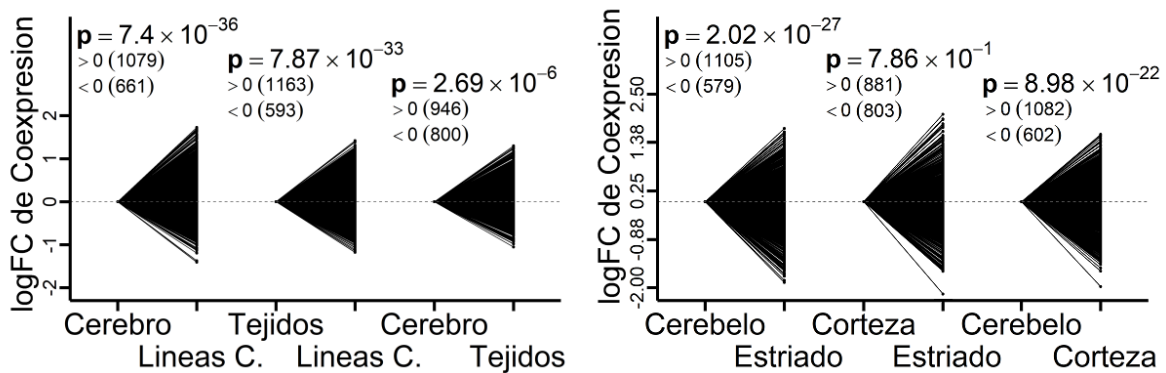 logFC de Coexpresion
p = 7.4 × 10⁻³⁶
> 0 (1079)
< 0 (661)
p = 7.87 × 10⁻³³
> 0 (1163)
< 0 (593)
p = 2.69 × 10⁻⁶
> 0 (946)
< 0 (800)
2
1
0
-1
-2
Cerebro
Lineas C.
Tejidos
Lineas C.
Cerebro
Tejidos
logFC de Coexpresion
p = 2.02 × 10⁻²⁷
> 0 (1105)
< 0 (579)
p = 7.86 × 10⁻¹
> 0 (881)
< 0 (803)
p = 8.98 × 10⁻²²
> 0 (1082)
< 0 (602)
2.50
1.38
0.25
-0.88
-2.00
Cerebelo
Estriado
Corteza
Estriado
Cerebelo
Corteza